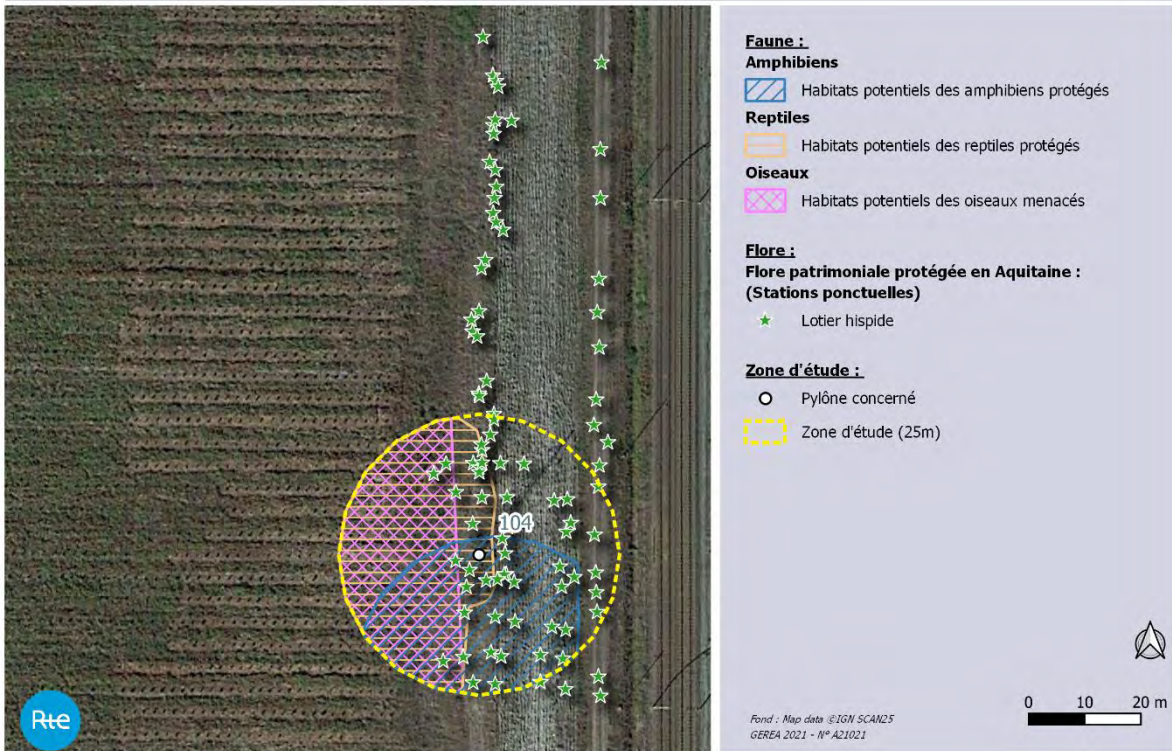 Faune :
Amphibiens
Habitats potentiels des amphibiens protégés
Reptiles
Habitats potentiels des reptiles protégés
Oiseaux
Habitats potentiels des oiseaux menacés
Flore :
Flore patrimoniale protégée en Aquitaine :
(Stations ponctuelles)
Lotier hispide
Zone d'étude :
Pylône concerné
Zone d'étude (25m)
104
Rte
0 10 20 m
Fond : Map data ©IGN SCAN25
GEREA 2021 - N° A21021